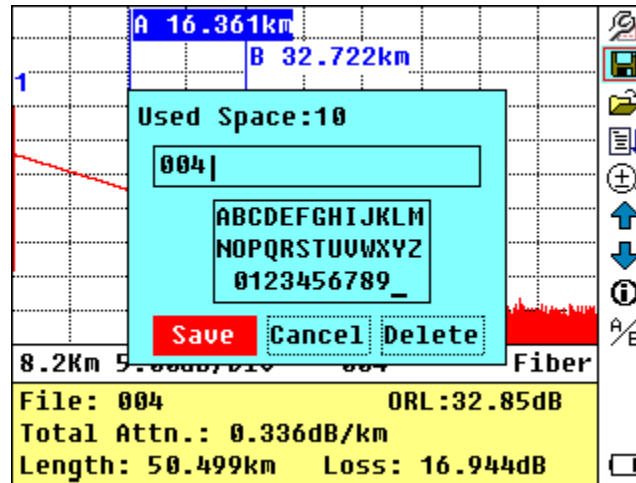 A 16.361km
B 32.722km
1
Used Space:10
004
ABCDEFGHIJKLM
NOPQRSTUVWXYZ
0123456789_
Save Cancel Delete
8.2Km Fiber
File: 004 ORL:32.85dB
Total Attn.: 0.336dB/km
Length: 50.499km Loss: 16.944dB